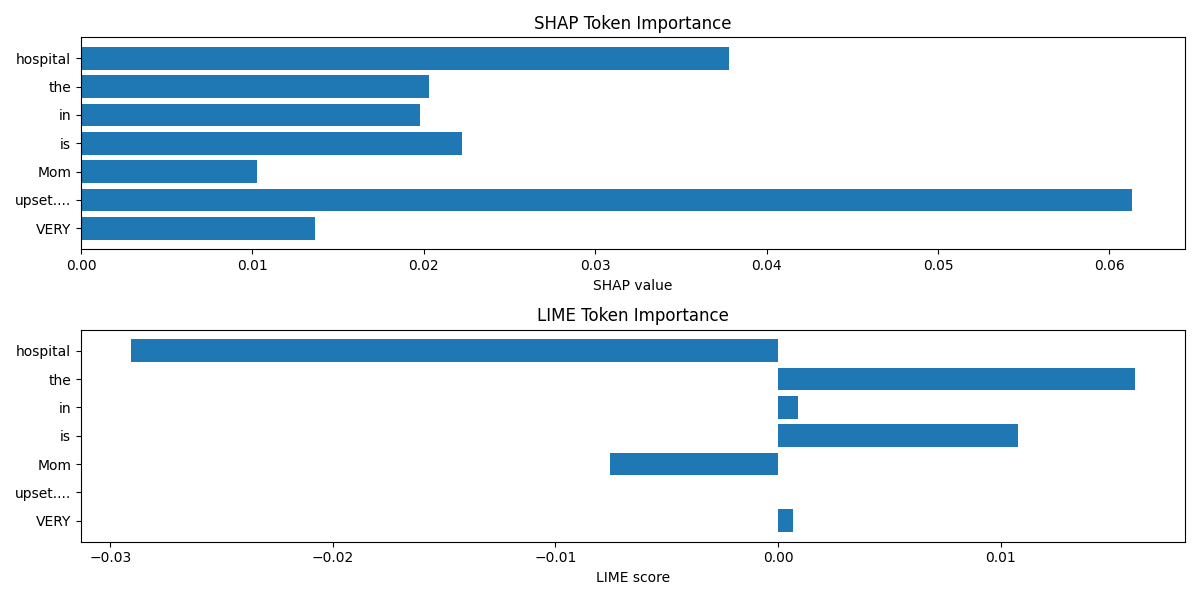 SHAP Token Importance
hospital
the
in
is
Mom
upset....
VERY
0.00 0.01 0.02 0.03 0.04 0.05 0.06
SHAP value
LIME Token Importance
hospital
the
in
is
Mom
upset....
VERY
−0.03 −0.02 −0.01 0.00 0.01
LIME score